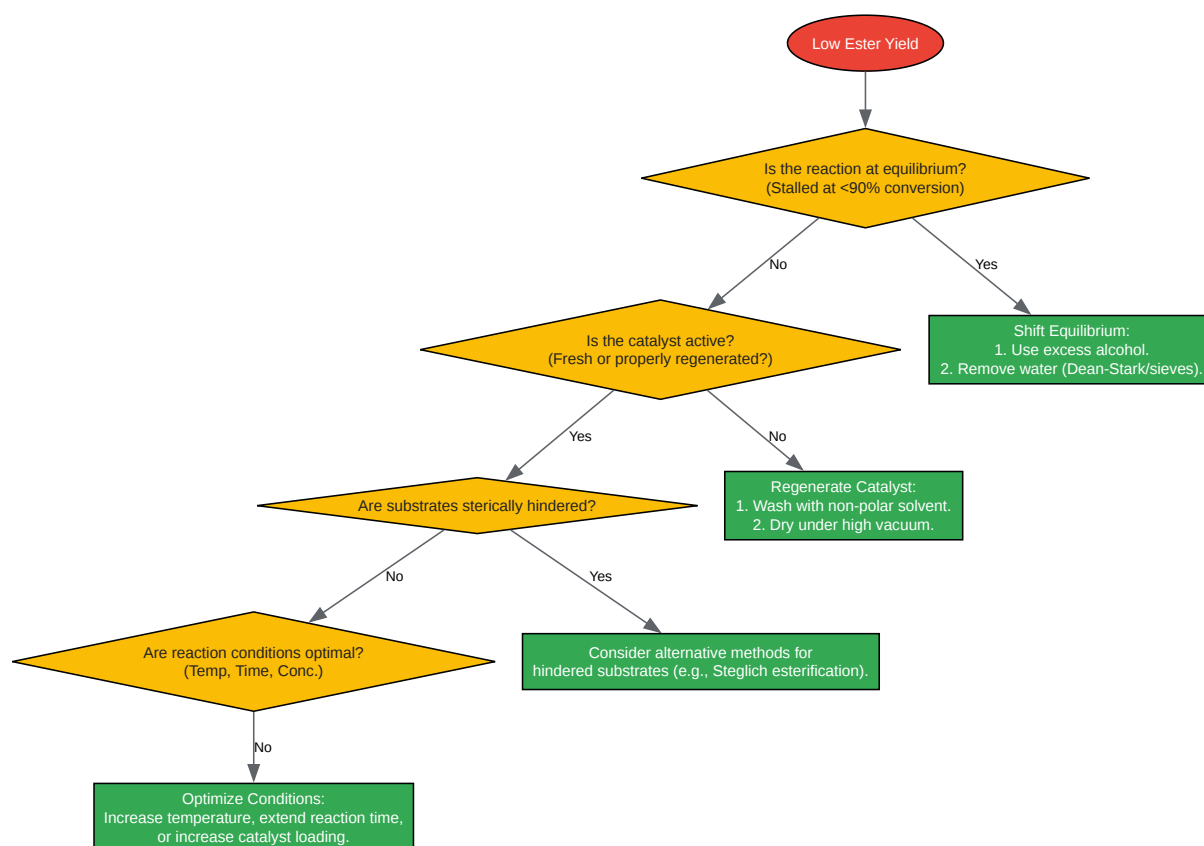 Low Ester Yield
Is the reaction at equilibrium?
(Stalled at <90% conversion)
No
Yes
Is the catalyst active?
(Fresh or properly regenerated?)
Shift Equilibrium:
1. Use excess alcohol.
2. Remove water (Dean-Stark/sieves).
Yes
No
Are substrates sterically hindered?
Regenerate Catalyst:
1. Wash with non-polar solvent.
2. Dry under high vacuum.
No
Yes
Are reaction conditions optimal?
(Temp, Time, Conc.)
Consider alternative methods for
hindered substrates (e.g., Steglich esterification).
No
Optimize Conditions:
Increase temperature, extend reaction time,
or increase catalyst loading.